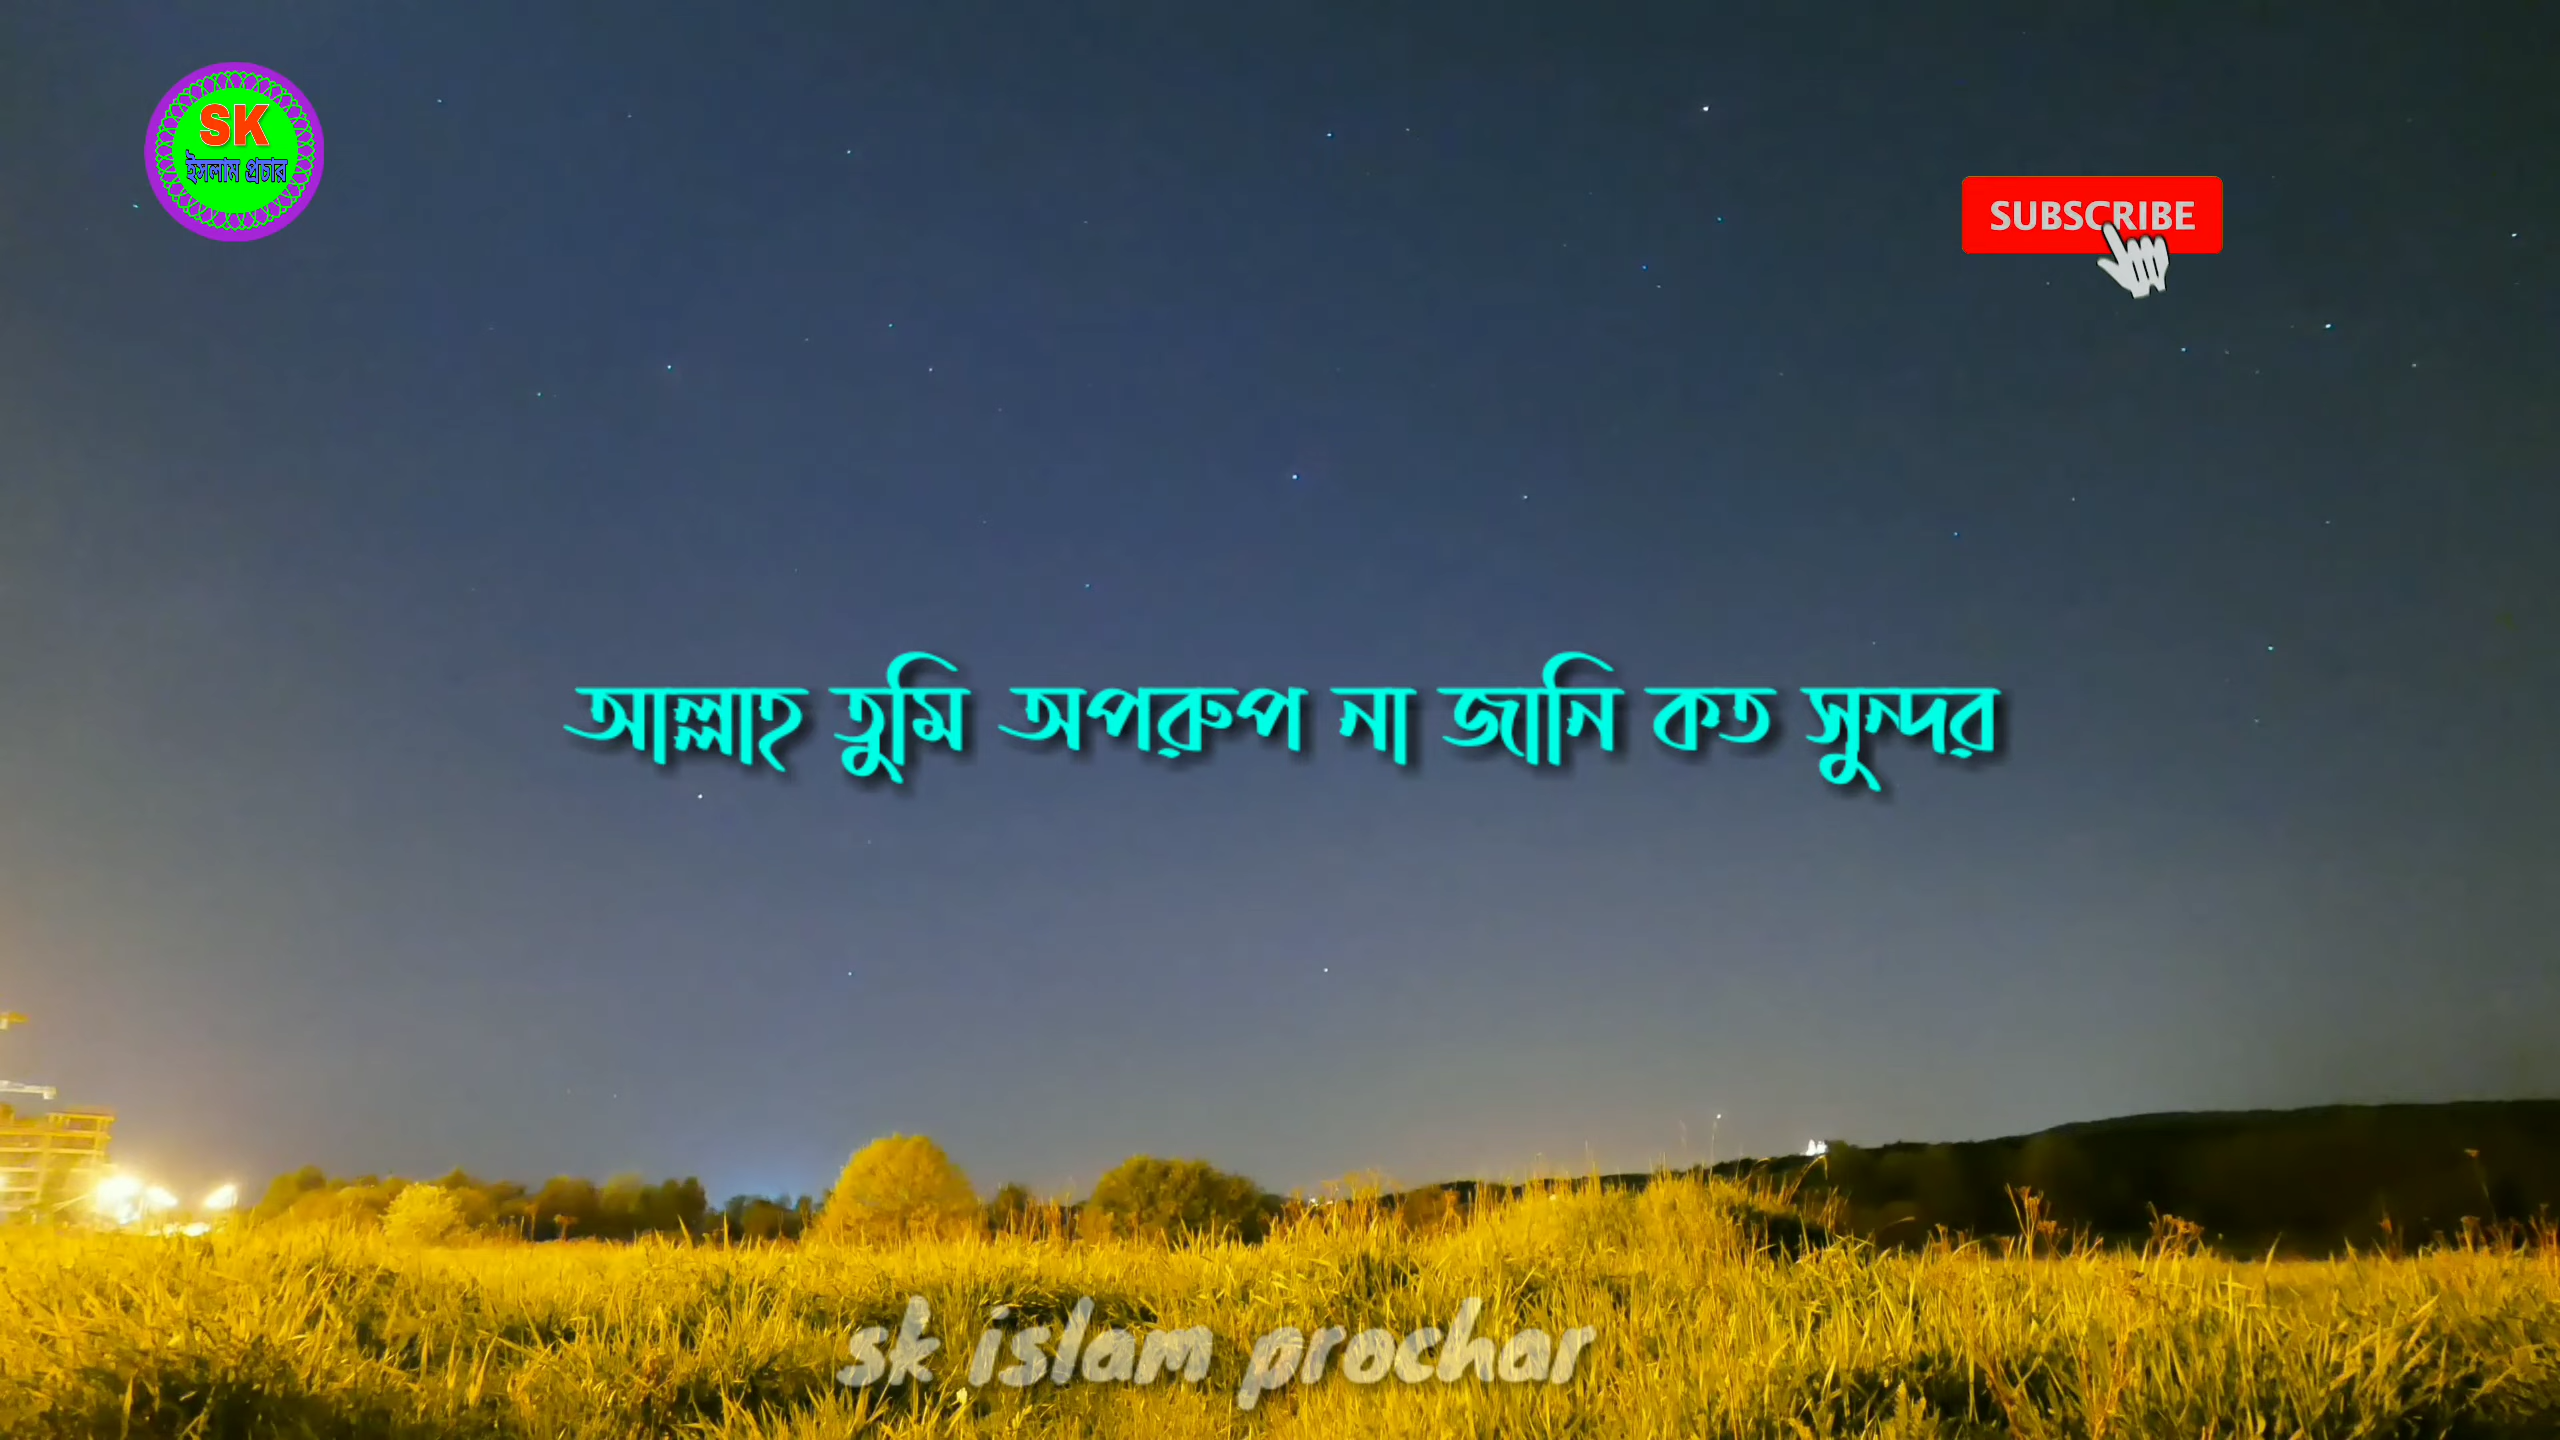 SK
ইসলাম প্রচার
SUBSCRIBE
আল্লাহ তুমি অপরুপ না জানি কত সুন্দর
sk islam prochar